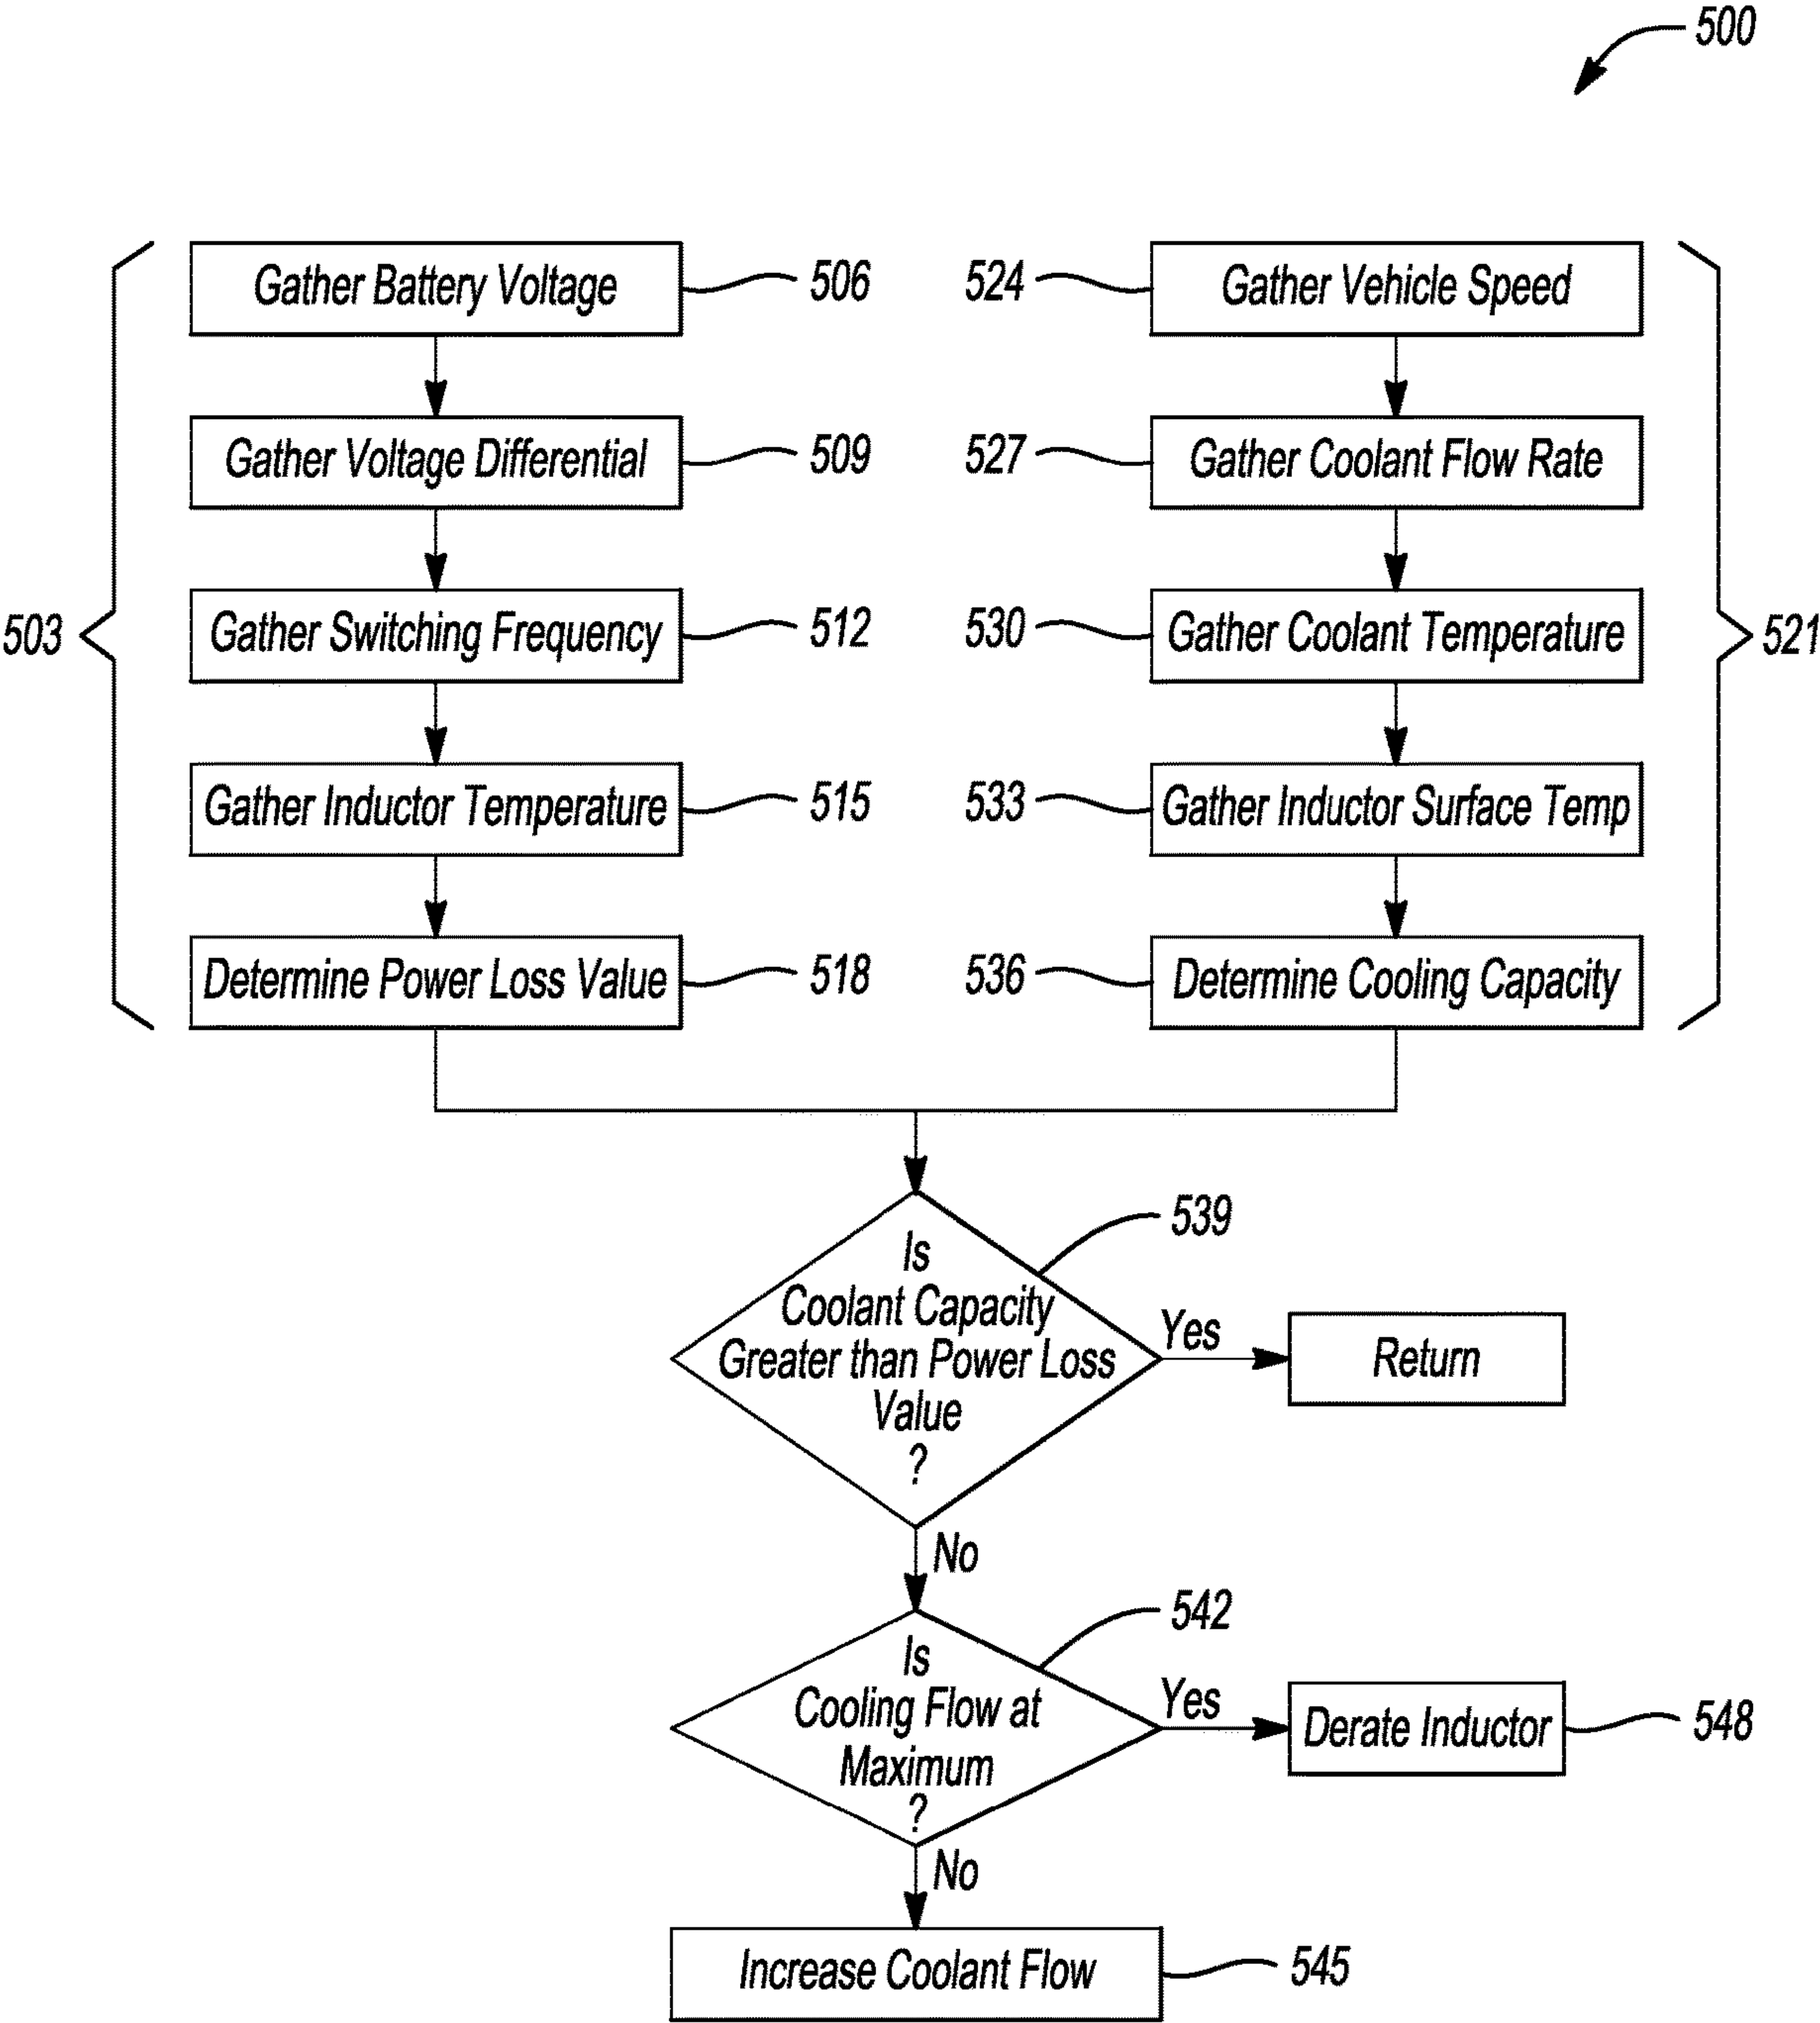 500
Gather Battery Voltage
506
524
Gather Vehicle Speed
Gather Voltage Differential
509
527
Gather Coolant Flow Rate
503
Gather Switching Frequency
512
530
Gather Coolant Temperature
521
Gather Inductor Temperature
515
533
Gather Inductor Surface Temp
Determine Power Loss Value
518
536
Determine Cooling Capacity
539
Is
Coolant Capacity
Greater than Power Loss
Value
?
Yes
Return
No
542
Is
Cooling Flow at
Maximum
?
Yes
Derate Inductor
548
No
Increase Coolant Flow
545